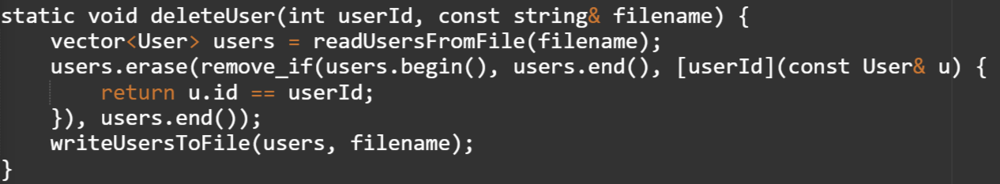 static void deleteUser(int userId, const string& filename) {
    vector<User> users = readUsersFromFile(filename);
    users.erase(remove_if(users.begin(), users.end(), [userId](const User& u) {
        return u.id == userId;
    }), users.end());
    writeUsersToFile(users, filename);
}